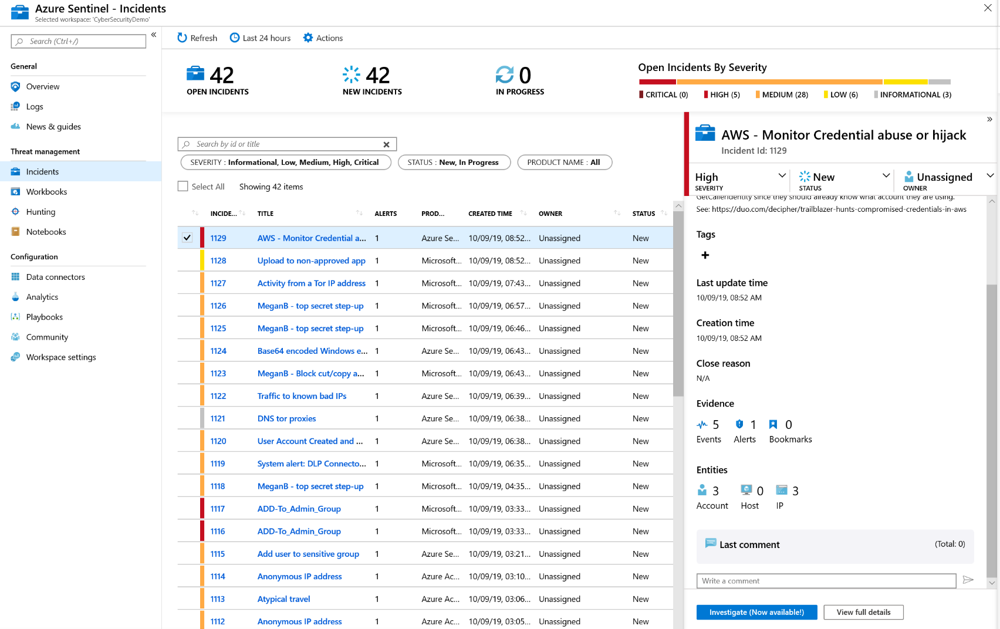 Azure Sentinel - Incidents
Selected workspace: 'CyberSecurityDemo'
Search (Ctrl+/)
«
General
Overview
Logs
News & guides
Threat management
Incidents
Workbooks
Hunting
Notebooks
Configuration
Data connectors
Analytics
Playbooks
Community
Workspace settings
Refresh Last 24 hours Actions
42
OPEN INCIDENTS
42
NEW INCIDENTS
0
IN PROGRESS
Open Incidents By Severity
CRITICAL (0) HIGH (5) MEDIUM (28) LOW (6) INFORMATIONAL (3)
Search by id or title
SEVERITY : Informational, Low, Medium, High, Critical STATUS : New, In Progress PRODUCT NAME : All
Select All Showing 42 items
INCIDE... TITLE ALERTS PROD... CREATED TIME OWNER STATUS
1129 AWS - Monitor Credential a... 1 Azure Se... 10/09/19, 08:52... Unassigned New
1128 Upload to non-approved app 1 Microsoft... 10/09/19, 08:52... Unassigned New
1127 Activity from a Tor IP address 1 Microsoft... 10/09/19, 07:43... Unassigned New
1126 MeganB - top secret step-up 1 Microsoft... 10/09/19, 06:57... Unassigned New
1125 MeganB - top secret step-up 1 Microsoft... 10/09/19, 06:46... Unassigned New
1124 Base64 encoded Windows e... 1 Azure Se... 10/09/19, 06:43... Unassigned New
1123 MeganB - Block cut/copy a... 1 Microsoft... 10/09/19, 06:43... Unassigned New
1122 Traffic to known bad IPs 1 Azure Se... 10/09/19, 06:39... Unassigned New
1121 DNS tor proxies 1 Azure Se... 10/09/19, 06:38... Unassigned New
1120 User Account Created and ... 1 Azure Se... 10/09/19, 06:38... Unassigned New
1119 System alert: DLP Connecto... 1 Microsoft... 10/09/19, 06:35... Unassigned New
1118 MeganB - top secret step-up 1 Microsoft... 10/09/19, 04:35... Unassigned New
1117 ADD-To_Admin_Group 1 Microsoft... 10/09/19, 03:33... Unassigned New
1116 ADD-To_Admin_Group 1 Microsoft... 10/09/19, 03:33... Unassigned New
1115 Add user to sensitive group 1 Azure Se... 10/09/19, 03:21... Unassigned New
1114 Anonymous IP address 1 Azure Ac... 10/09/19, 03:10... Unassigned New
1113 Atypical travel 1 Azure Ac... 10/09/19, 03:06... Unassigned New
1112 Anonymous IP address 1 Azure Ac... 10/09/19, 03:05... Unassigned New
»
AWS - Monitor Credential abuse or hijack
Incident Id: 1129
High New Unassigned
SEVERITY STATUS OWNER
GetCallerIdentity since they should already know what account they are using.
See: https://duo.com/decipher/trailblazer-hunts-compromised-credentials-in-aws
Tags
+
Last update time
10/09/19, 08:52 AM
Creation time
10/09/19, 08:52 AM
Close reason
N/A
Evidence
5 1 0
Events Alerts Bookmarks
Entities
3 0 3
Account Host IP
Last comment (Total: 0)
Write a comment
Investigate (Now available!) View full details